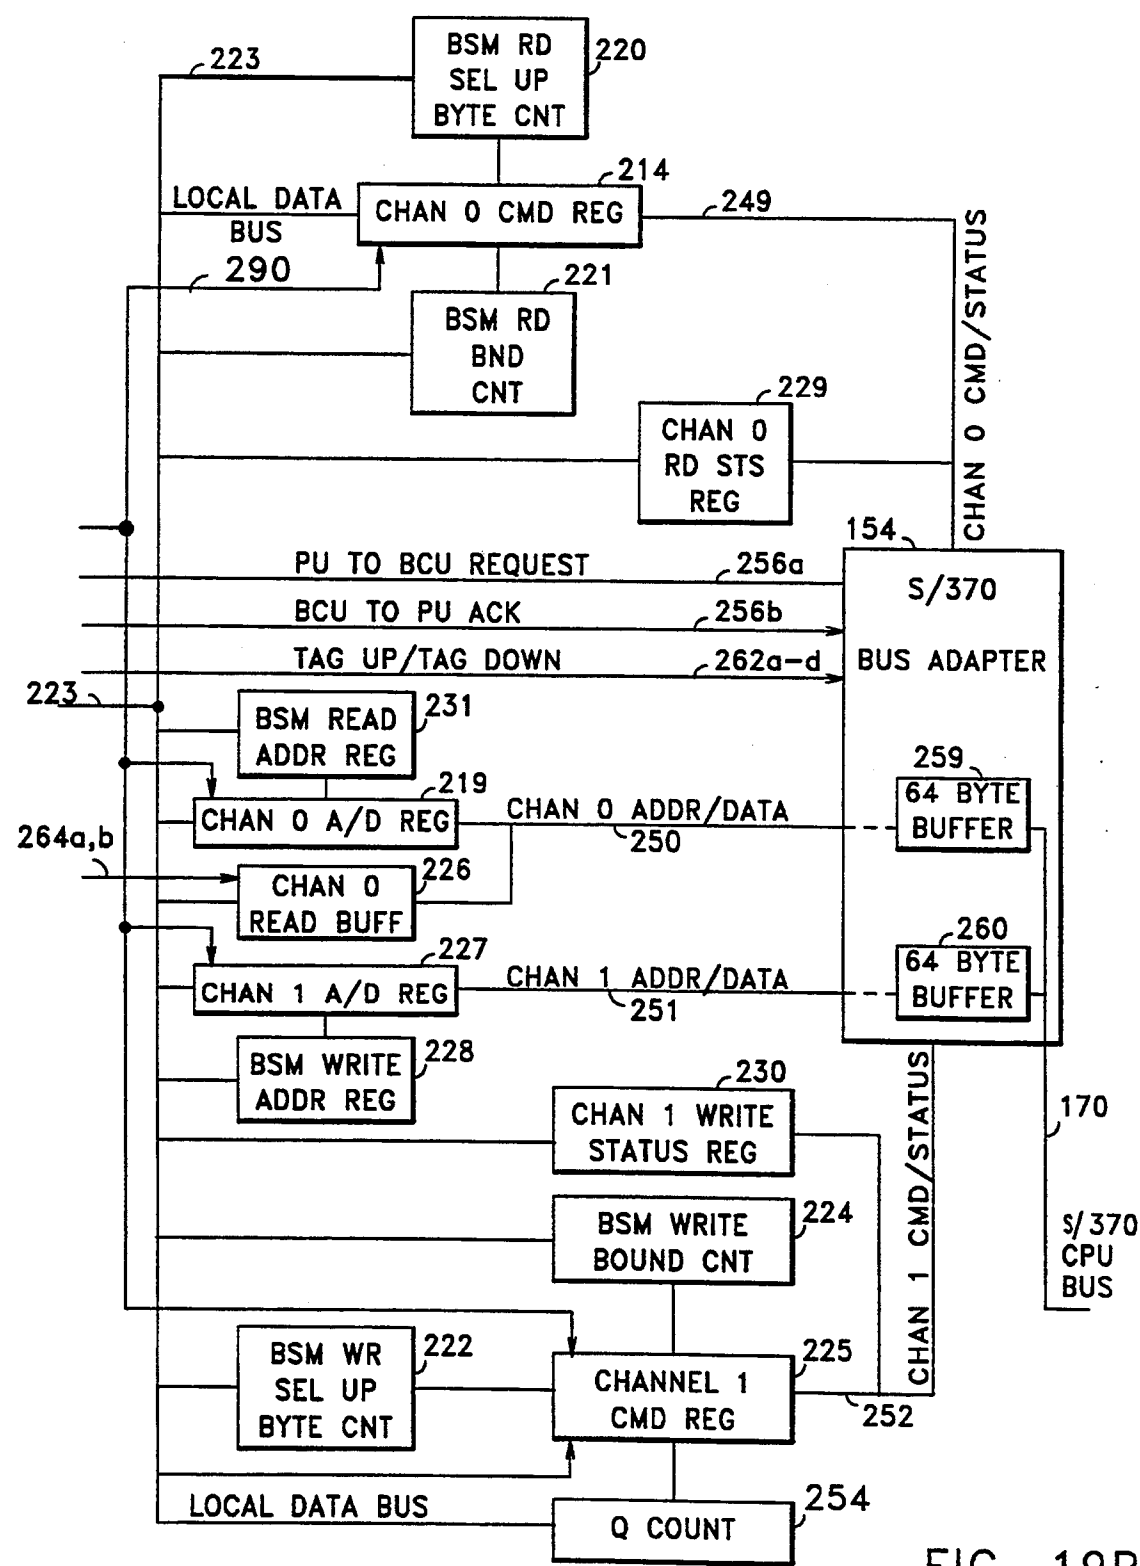 BSM RD
SEL UP
BYTE CNT
220
223
214
LOCAL DATA
BUS
CHAN 0 CMD REG
249
290
221
BSM RD
BND
CNT
CHAN 0 CMD/STATUS
229
CHAN 0
RD STS
REG
154
PU TO BCU REQUEST
256a
S/370
BCU TO PU ACK
256b
BUS ADAPTER
TAG UP/TAG DOWN
262a-d
223
BSM READ
ADDR REG
231
219
CHAN 0 A/D REG
CHAN 0 ADDR/DATA
250
259
64 BYTE
BUFFER
264a,b
CHAN 0
READ BUFF
226
227
CHAN 1 A/D REG
CHAN 1 ADDR/DATA
251
260
64 BYTE
BUFFER
BSM WRITE
ADDR REG
228
230
CHAN 1 WRITE
STATUS REG
CHAN 1 CMD/STATUS
170
BSM WRITE
BOUND CNT
224
S/370
CPU
BUS
BSM WR
SEL UP
BYTE CNT
222
CHANNEL 1
CMD REG
225
252
LOCAL DATA BUS
Q COUNT
254